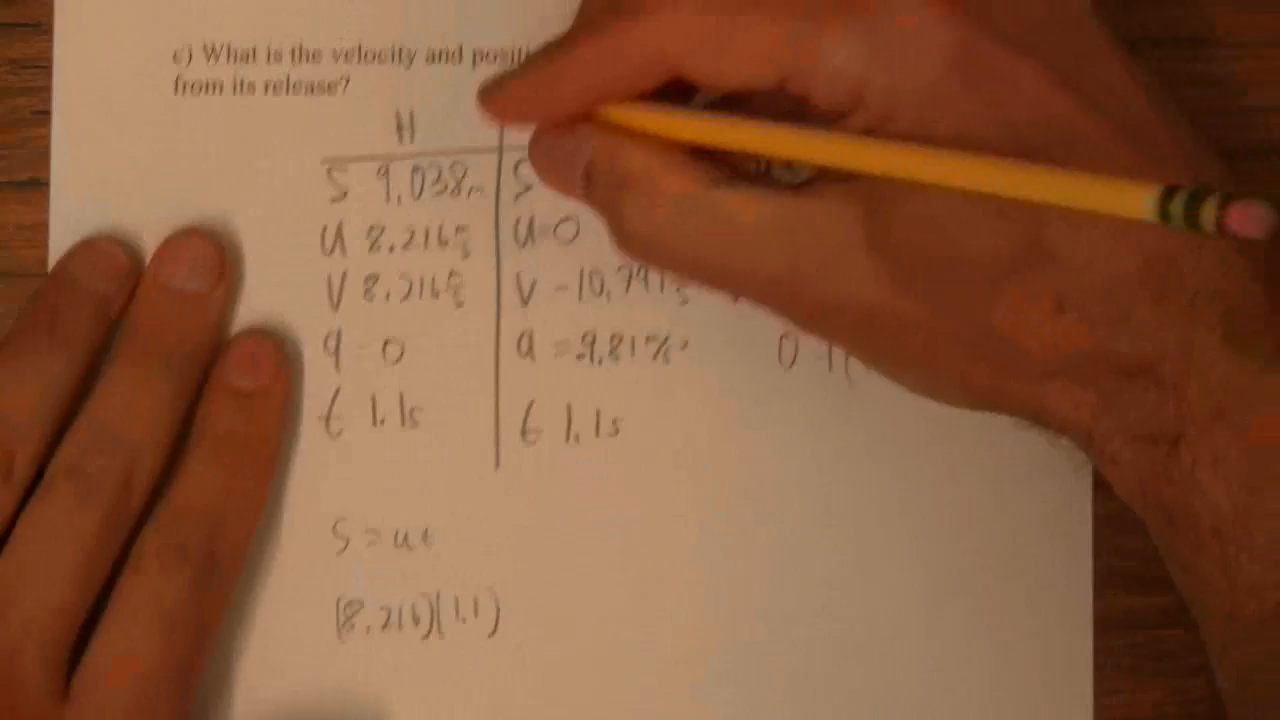 c) What is the velocity and
from its release?
H
S 9.038m S
u 8.216 u 0
v 8.216 v -10.791
a 0 a -9.81
t 1.1s t 1.1s
S = ut
(8.216)(1.1)